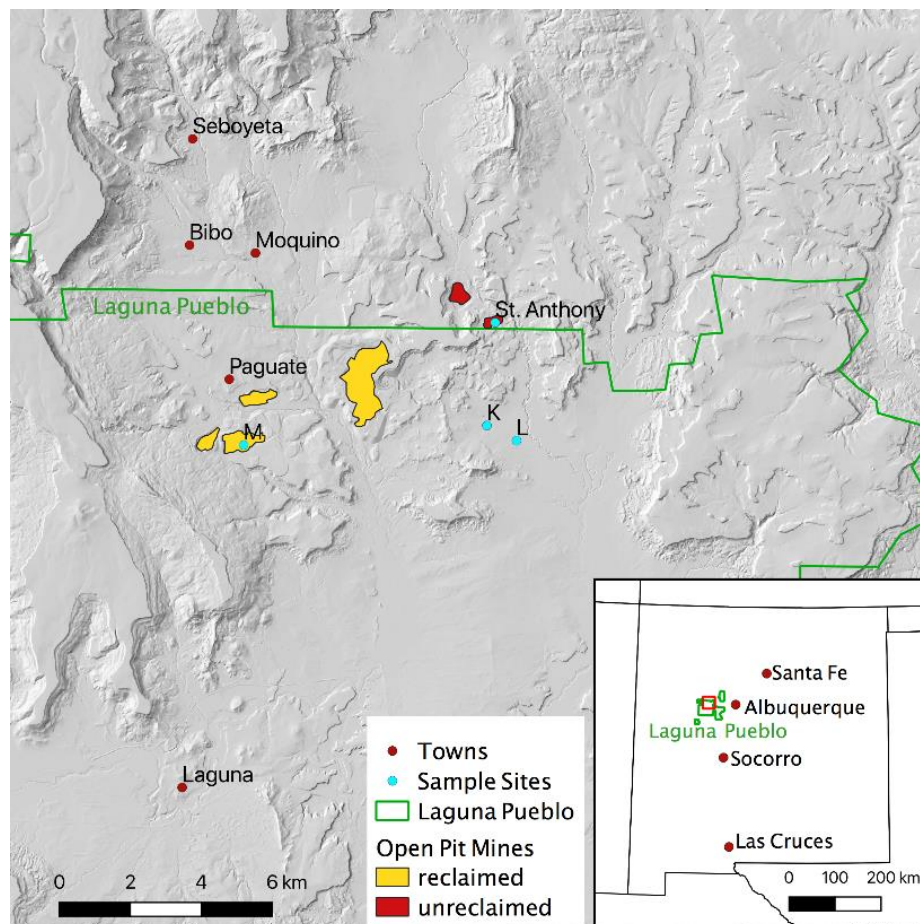 Seboyeta
Bibo
Moquino
Laguna Pueblo
St. Anthony
Paguate
K
L
M
Laguna
0 2 4 6 km
Towns
Sample Sites
Laguna Pueblo
Open Pit Mines
reclaimed
unreclaimed
Santa Fe
Albuquerque
Laguna Pueblo
Socorro
Las Cruces
0 100 200 km